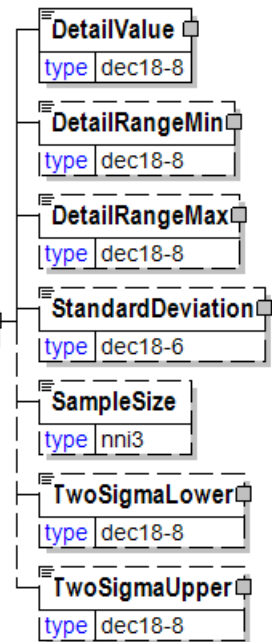 DetailValue
type dec18-8
DetailRangeMin
type dec18-8
DetailRangeMax
type dec18-8
StandardDeviation
type dec18-6
SampleSize
type nni3
TwoSigmaLower
type dec18-8
TwoSigmaUpper
type dec18-8